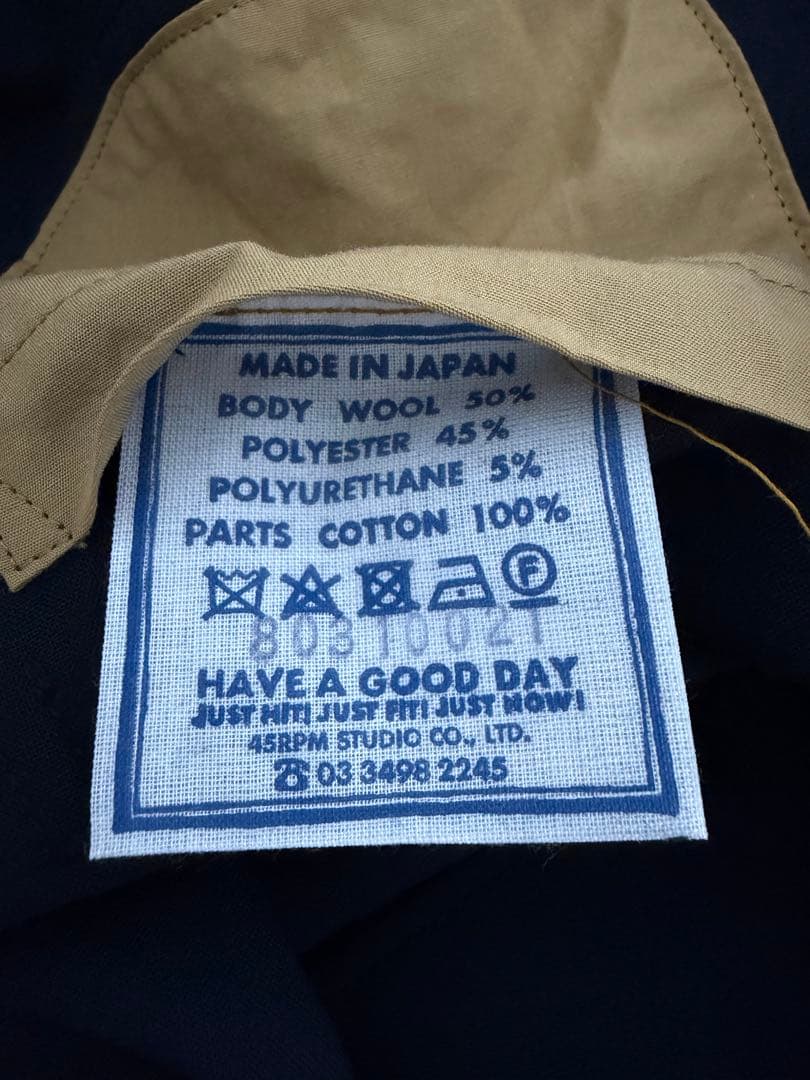 MADE IN JAPAN
BODY WOOL 50%
POLYESTER 45%
POLYURETHANE 5%
PARTS COTTON 100%
F
80310021
HAVE A GOOD DAY
JUST HIT! JUST FIT! JUST NOW!
45RPM STUDIO CO., LTD.
☎ 03 3498 2245